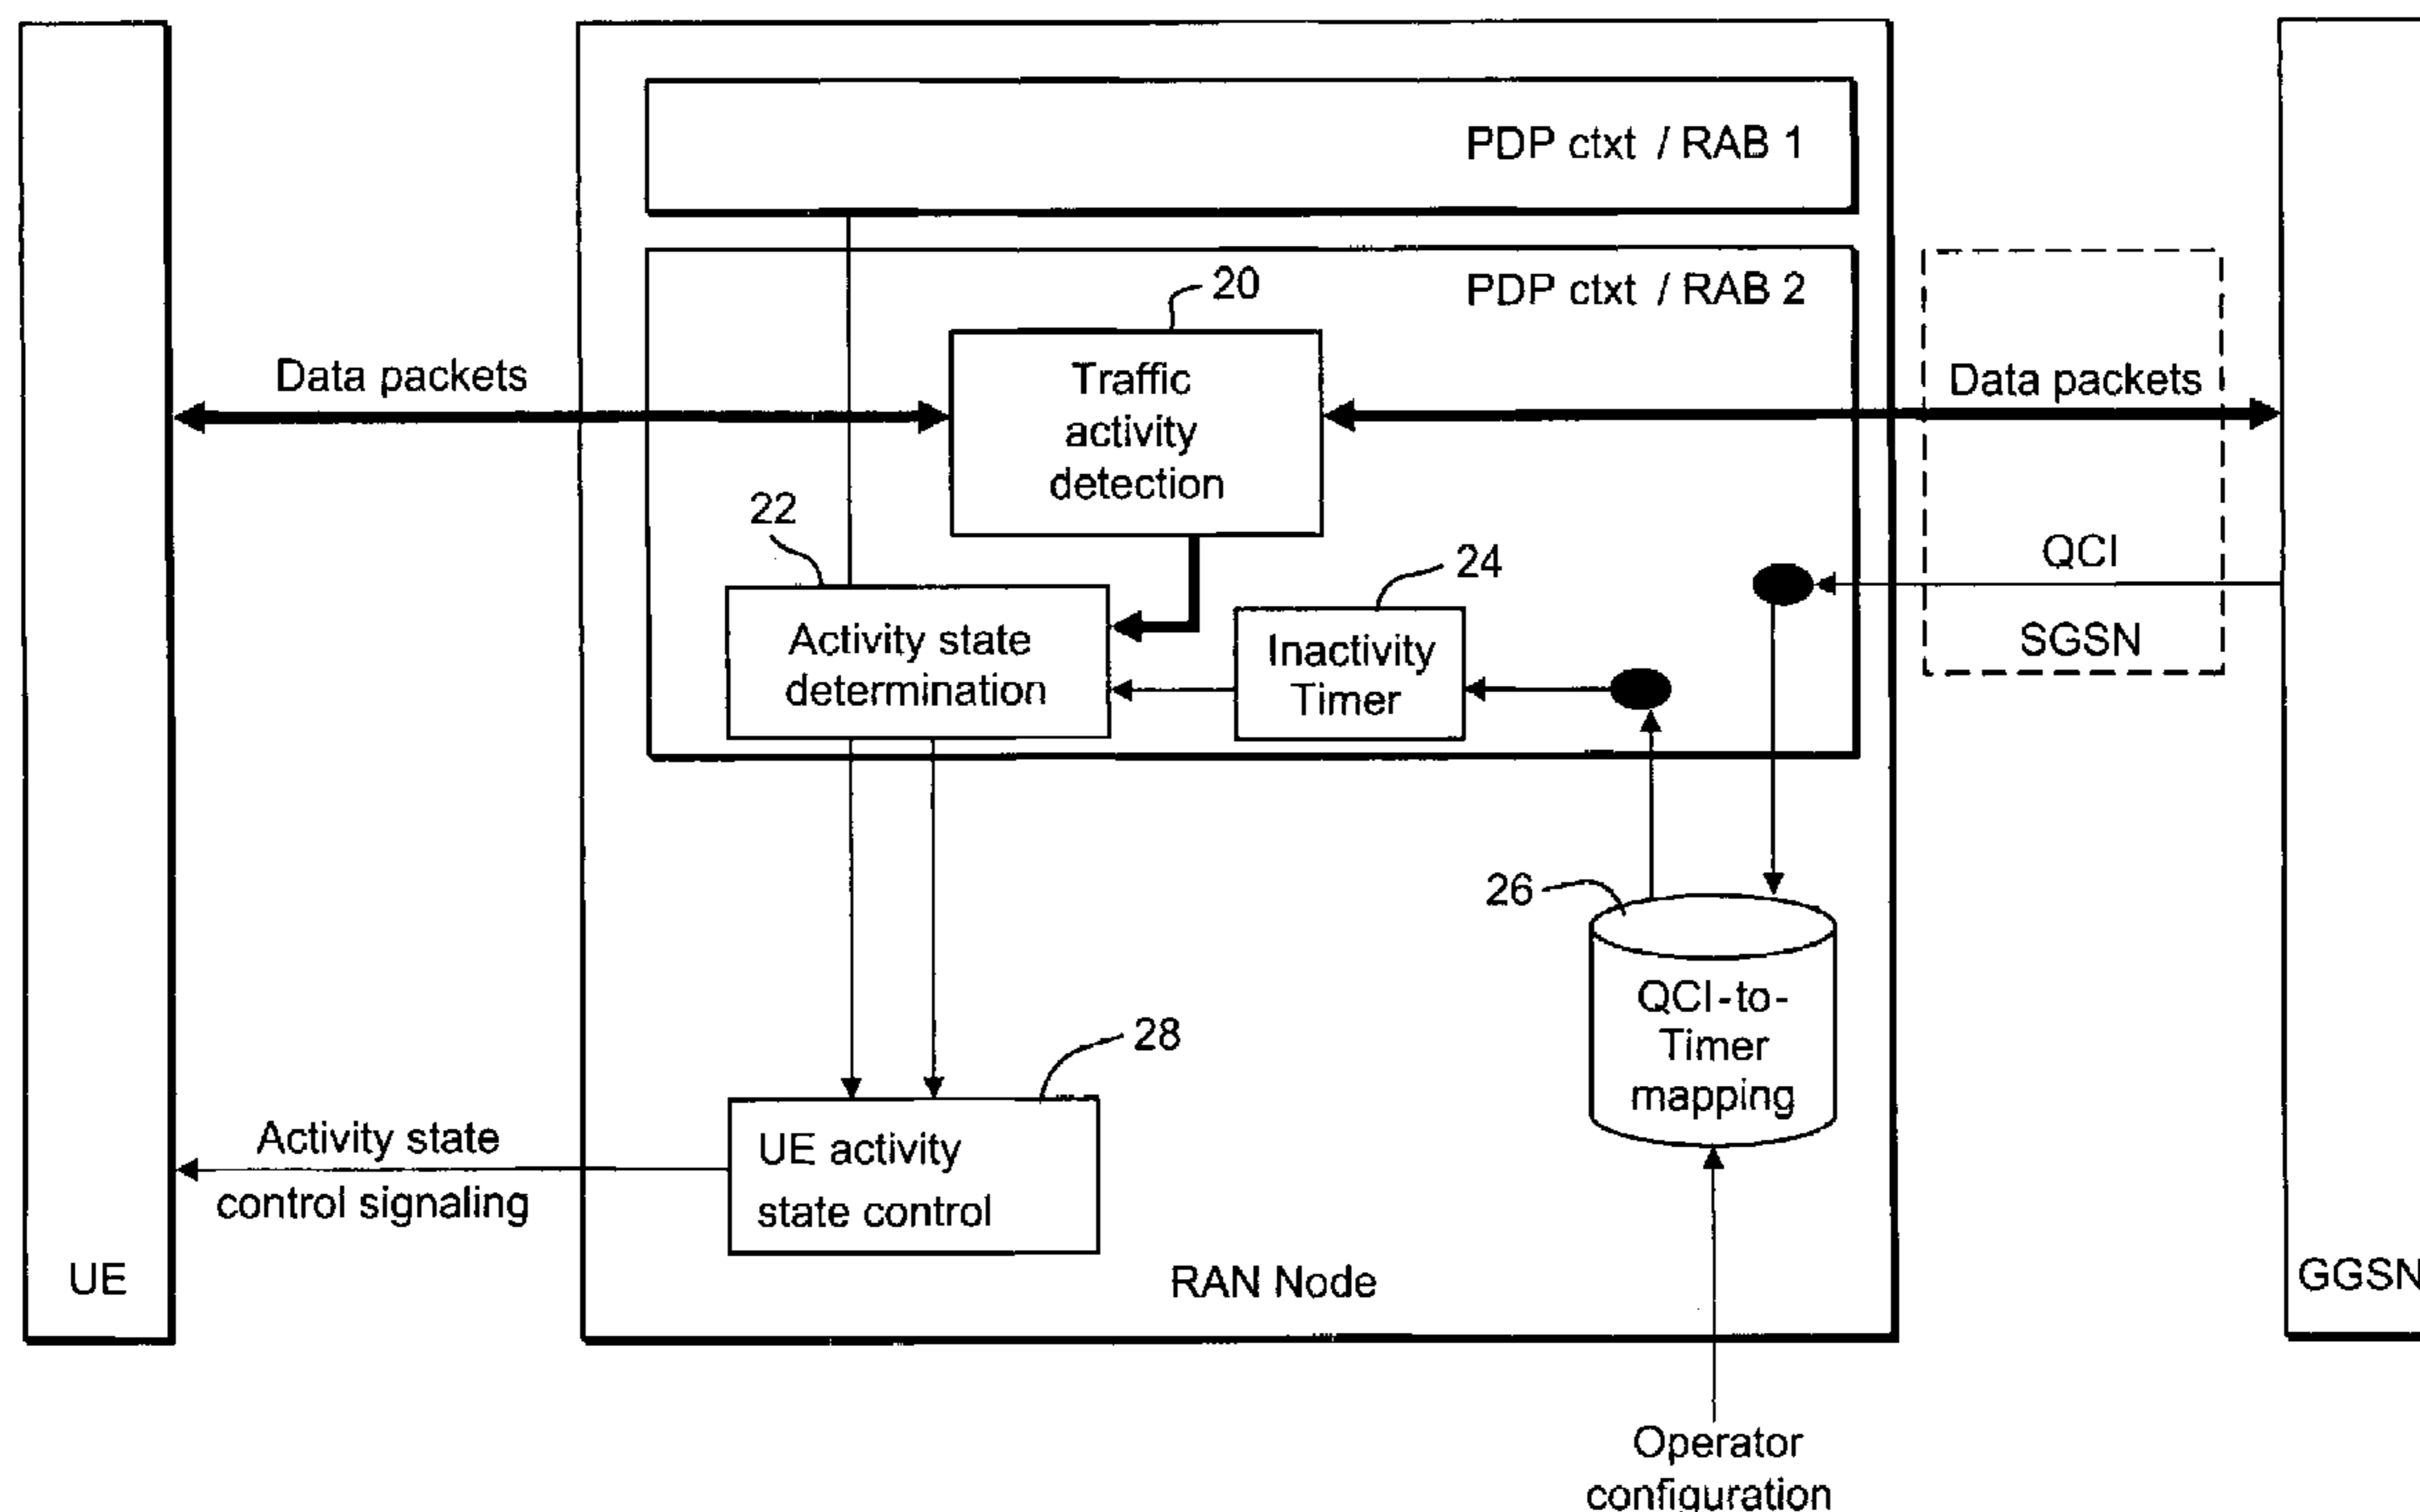 PDP ctxt / RAB 1
PDP ctxt / RAB 2
20
Data packets
Traffic
activity
detection
Data packets
22
24
QCI
SGSN
Activity state
determination
Inactivity
Timer
26
QCI-to-
Timer
mapping
28
UE activity
state control
Activity state
control signaling
UE
RAN Node
GGSN
Operator
configuration